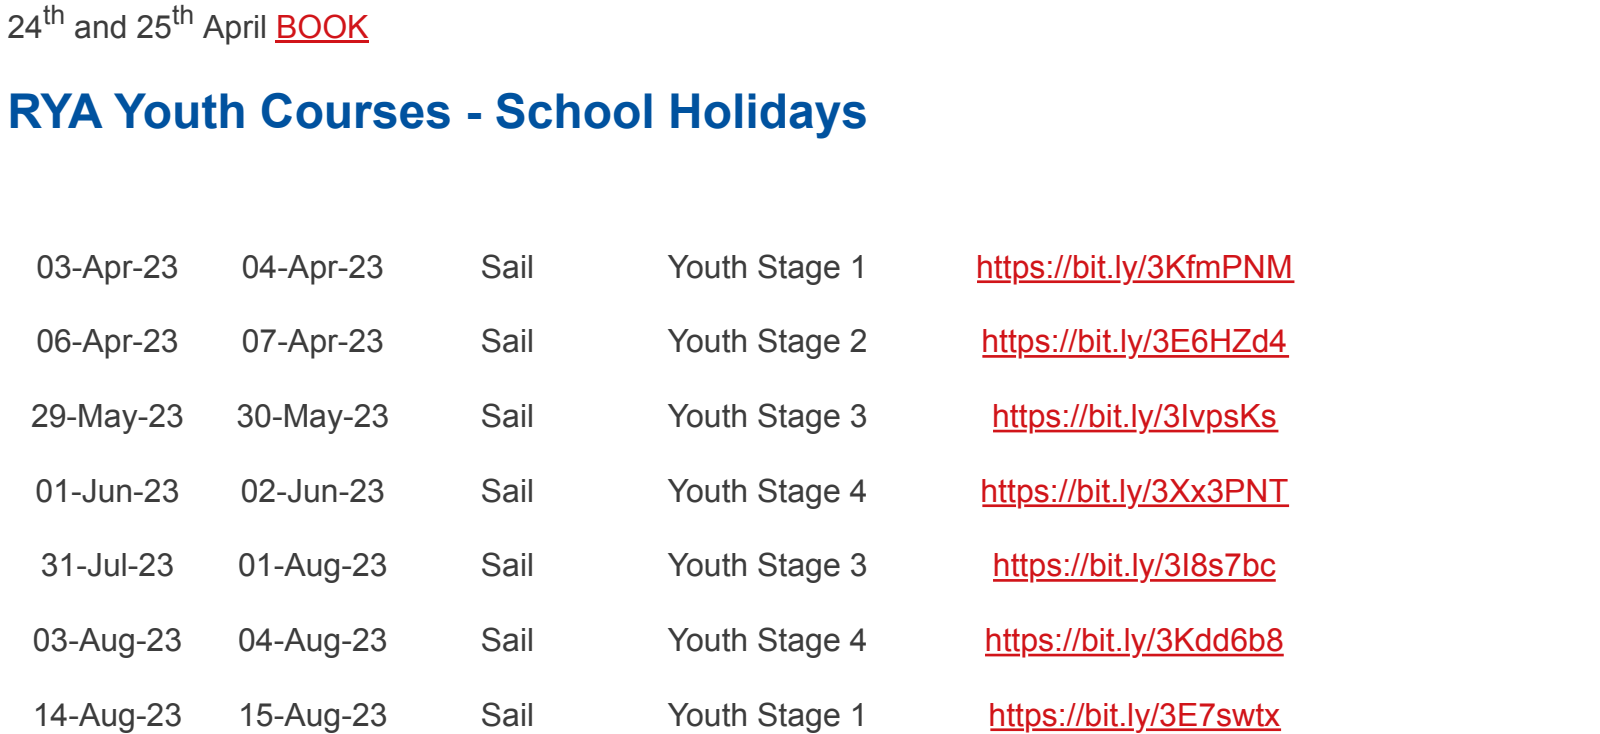 24th and 25th April BOOK
RYA Youth Courses - School Holidays
03-Apr-23 04-Apr-23 Sail Youth Stage 1 https://bit.ly/3KfmPNM
06-Apr-23 07-Apr-23 Sail Youth Stage 2 https://bit.ly/3E6HZd4
29-May-23 30-May-23 Sail Youth Stage 3 https://bit.ly/3IvpsKs
01-Jun-23 02-Jun-23 Sail Youth Stage 4 https://bit.ly/3Xx3PNT
31-Jul-23 01-Aug-23 Sail Youth Stage 3 https://bit.ly/3I8s7bc
03-Aug-23 04-Aug-23 Sail Youth Stage 4 https://bit.ly/3Kdd6b8
14-Aug-23 15-Aug-23 Sail Youth Stage 1 https://bit.ly/3E7swtx